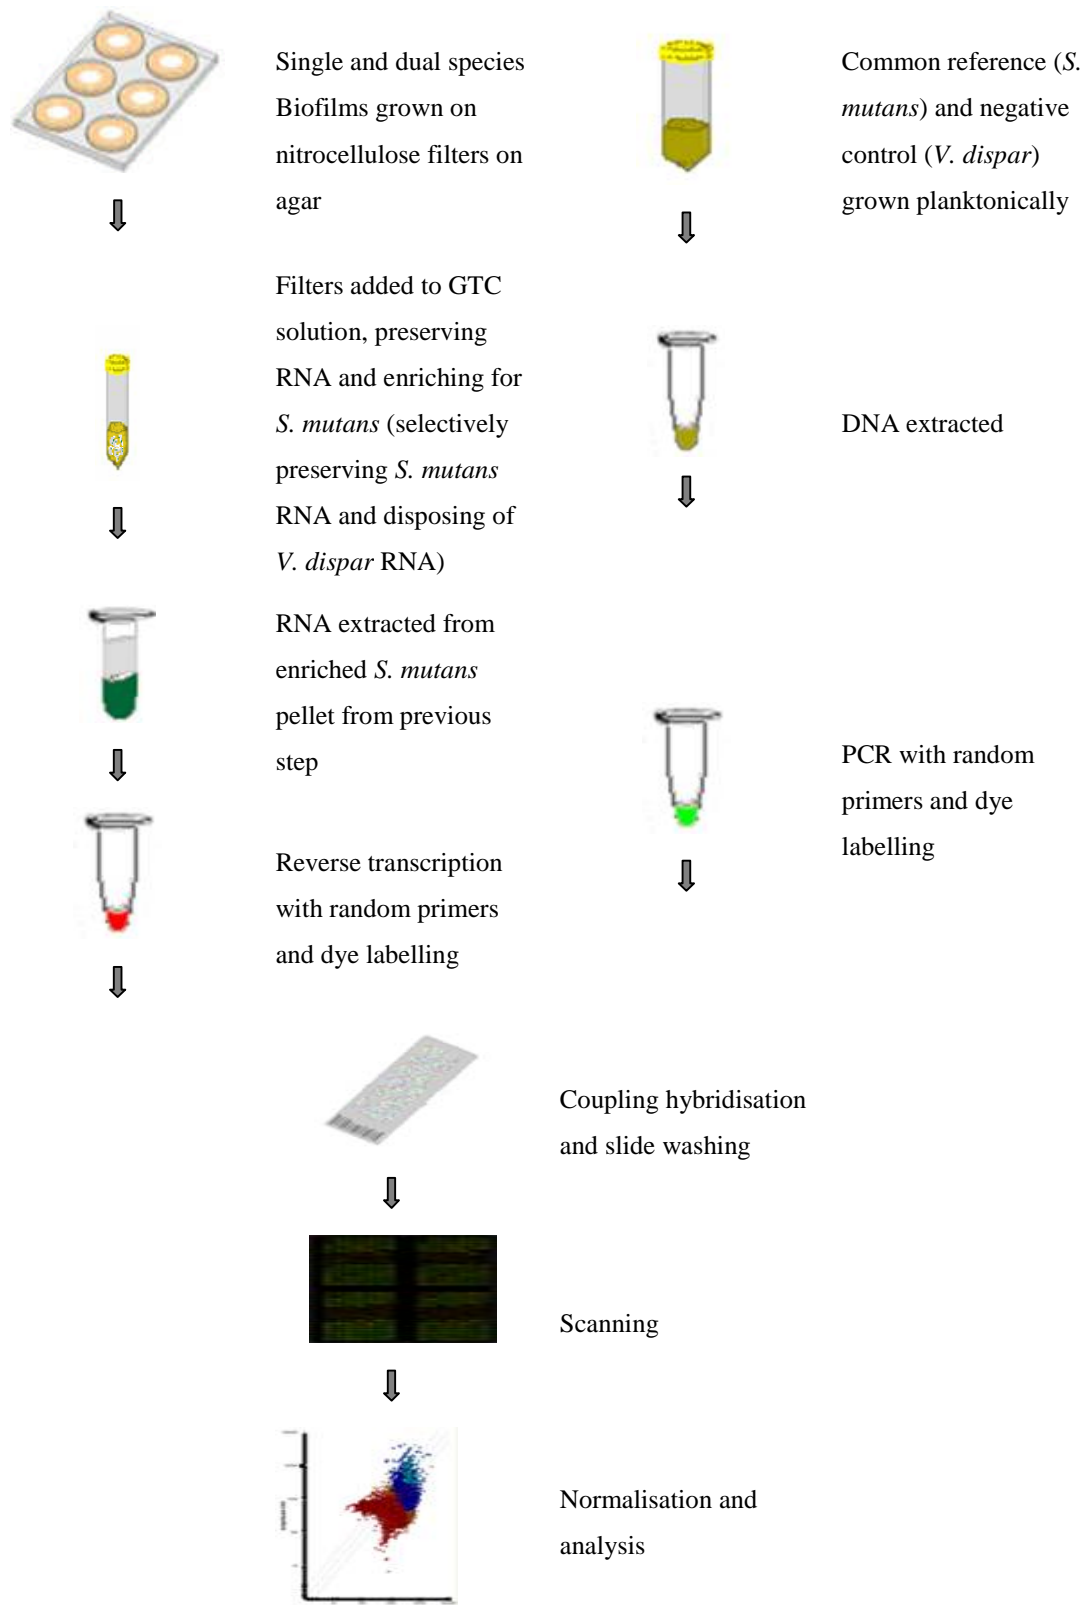 Single and dual species
Biofilms grown on
nitrocellulose filters on
agar
Common reference (S.
mutans) and negative
control (V. dispar)
grown planktonically
Filters added to GTC
solution, preserving
RNA and enriching for
S. mutans (selectively
preserving S. mutans
RNA and disposing of
V. dispar RNA)
DNA extracted
RNA extracted from
enriched S. mutans
pellet from previous
step
PCR with random
primers and dye
labelling
Reverse transcription
with random primers
and dye labelling
Coupling hybridisation
and slide washing
Scanning
Normalisation and
analysis